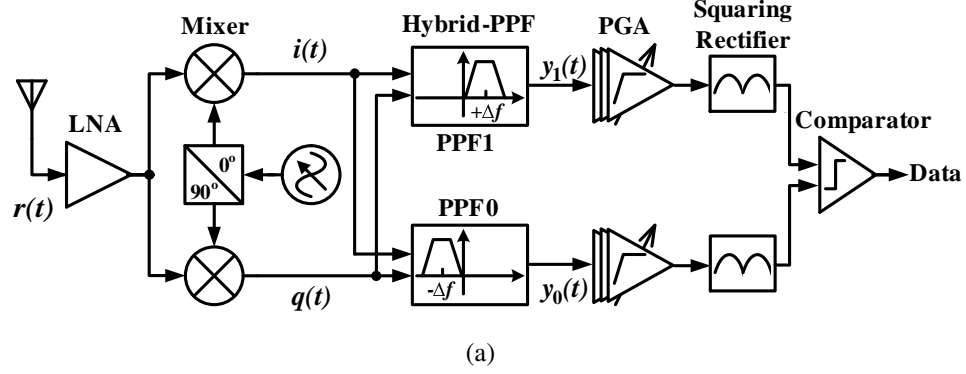 Mixer
Hybrid-PPF
PGA
Squaring
Rectifier
i(t)
y1(t)
LNA
+Δf
PPF1
Comparator
0°
90°
Data
r(t)
PPF0
-Δf
q(t)
y0(t)
(a)